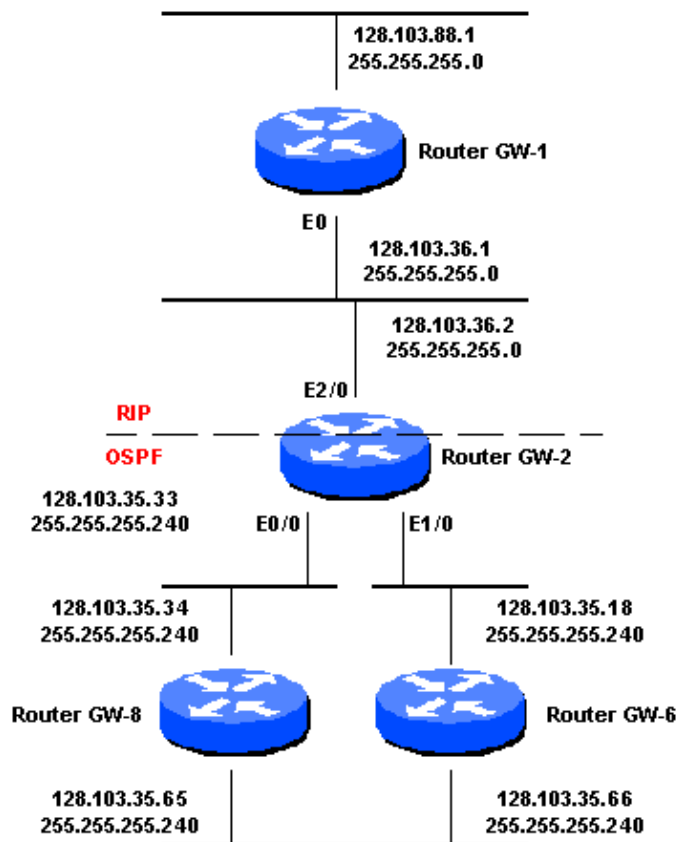 128.103.88.1
255.255.255.0
Router GW-1
E0
128.103.36.1
255.255.255.0
128.103.36.2
255.255.255.0
E2/0
RIP
OSPF
Router GW-2
128.103.35.33
255.255.255.240
E0/0
E1/0
128.103.35.34
255.255.255.240
128.103.35.18
255.255.255.240
Router GW-8
Router GW-6
128.103.35.65
255.255.255.240
128.103.35.66
255.255.255.240